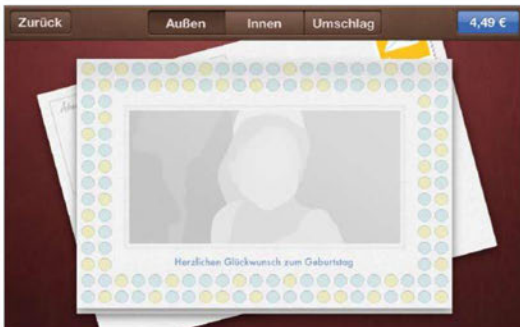 Zurück
Außen
Innen
Umschlag
4,49 €
Herzlichen Glückwunsch zum Geburtstag